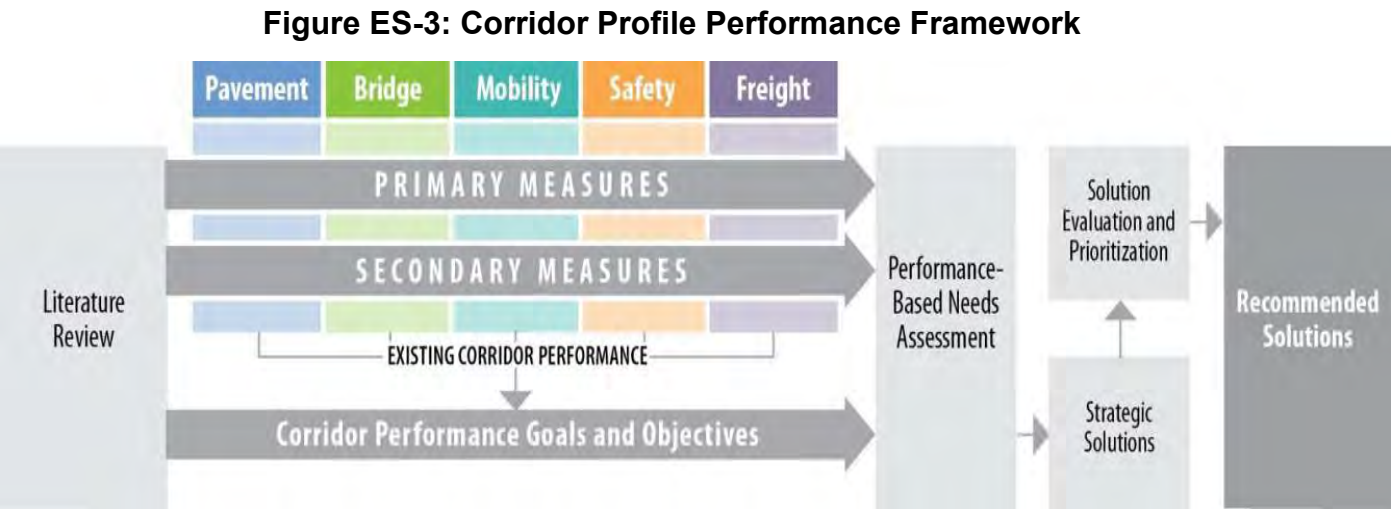 Figure ES-3: Corridor Profile Performance Framework
Pavement
Bridge
Mobility
Safety
Freight
PRIMARY MEASURES
SECONDARY MEASURES
Literature
Review
EXISTING CORRIDOR PERFORMANCE
Corridor Performance Goals and Objectives
Performance-
Based Needs
Assessment
Solution
Evaluation and
Prioritization
Strategic
Solutions
Recommended
Solutions